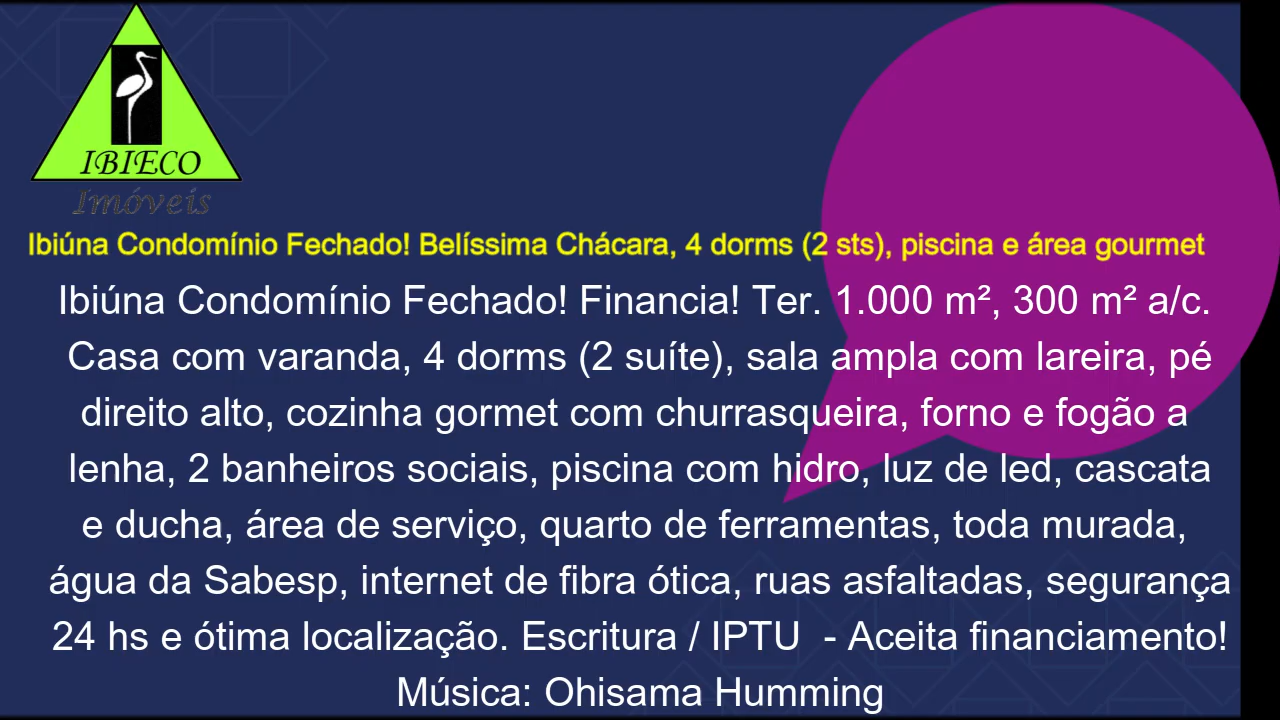 IBIECO
Imóveis
Ibiúna Condomínio Fechado! Belíssima Chácara, 4 dorms (2 sts), piscina e área gourmet
Ibiúna Condomínio Fechado! Financia! Ter. 1.000 m², 300 m² a/c.
Casa com varanda, 4 dorms (2 suíte), sala ampla com lareira, pé
direito alto, cozinha gormet com churrasqueira, forno e fogão a
lenha, 2 banheiros sociais, piscina com hidro, luz de led, cascata
e ducha, área de serviço, quarto de ferramentas, toda murada,
água da Sabesp, internet de fibra ótica, ruas asfaltadas, segurança
24 hs e ótima localização. Escritura / IPTU - Aceita financiamento!
Música: Ohisama Humming